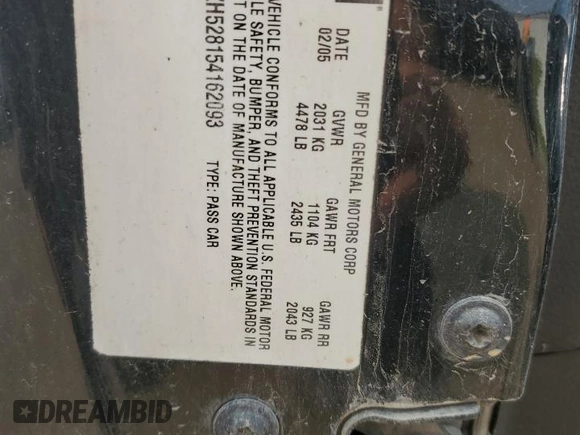 MFD BY GENERAL MOTORS CORP
DATE GVWR GAWR FRT GAWR RR
02/05 2031 KG 1104 KG 927 KG
4478 LB 2435 LB 2043 LB
VEHICLE CONFORMS TO ALL APPLICABLE U.S. FEDERAL MOTOR
LE SAFETY, BUMPER, AND THEFT PREVENTION STANDARDS IN
T ON THE DATE OF MANUFACTURE SHOWN ABOVE.
H528154162093 TYPE: PASS CAR
DREAMBID